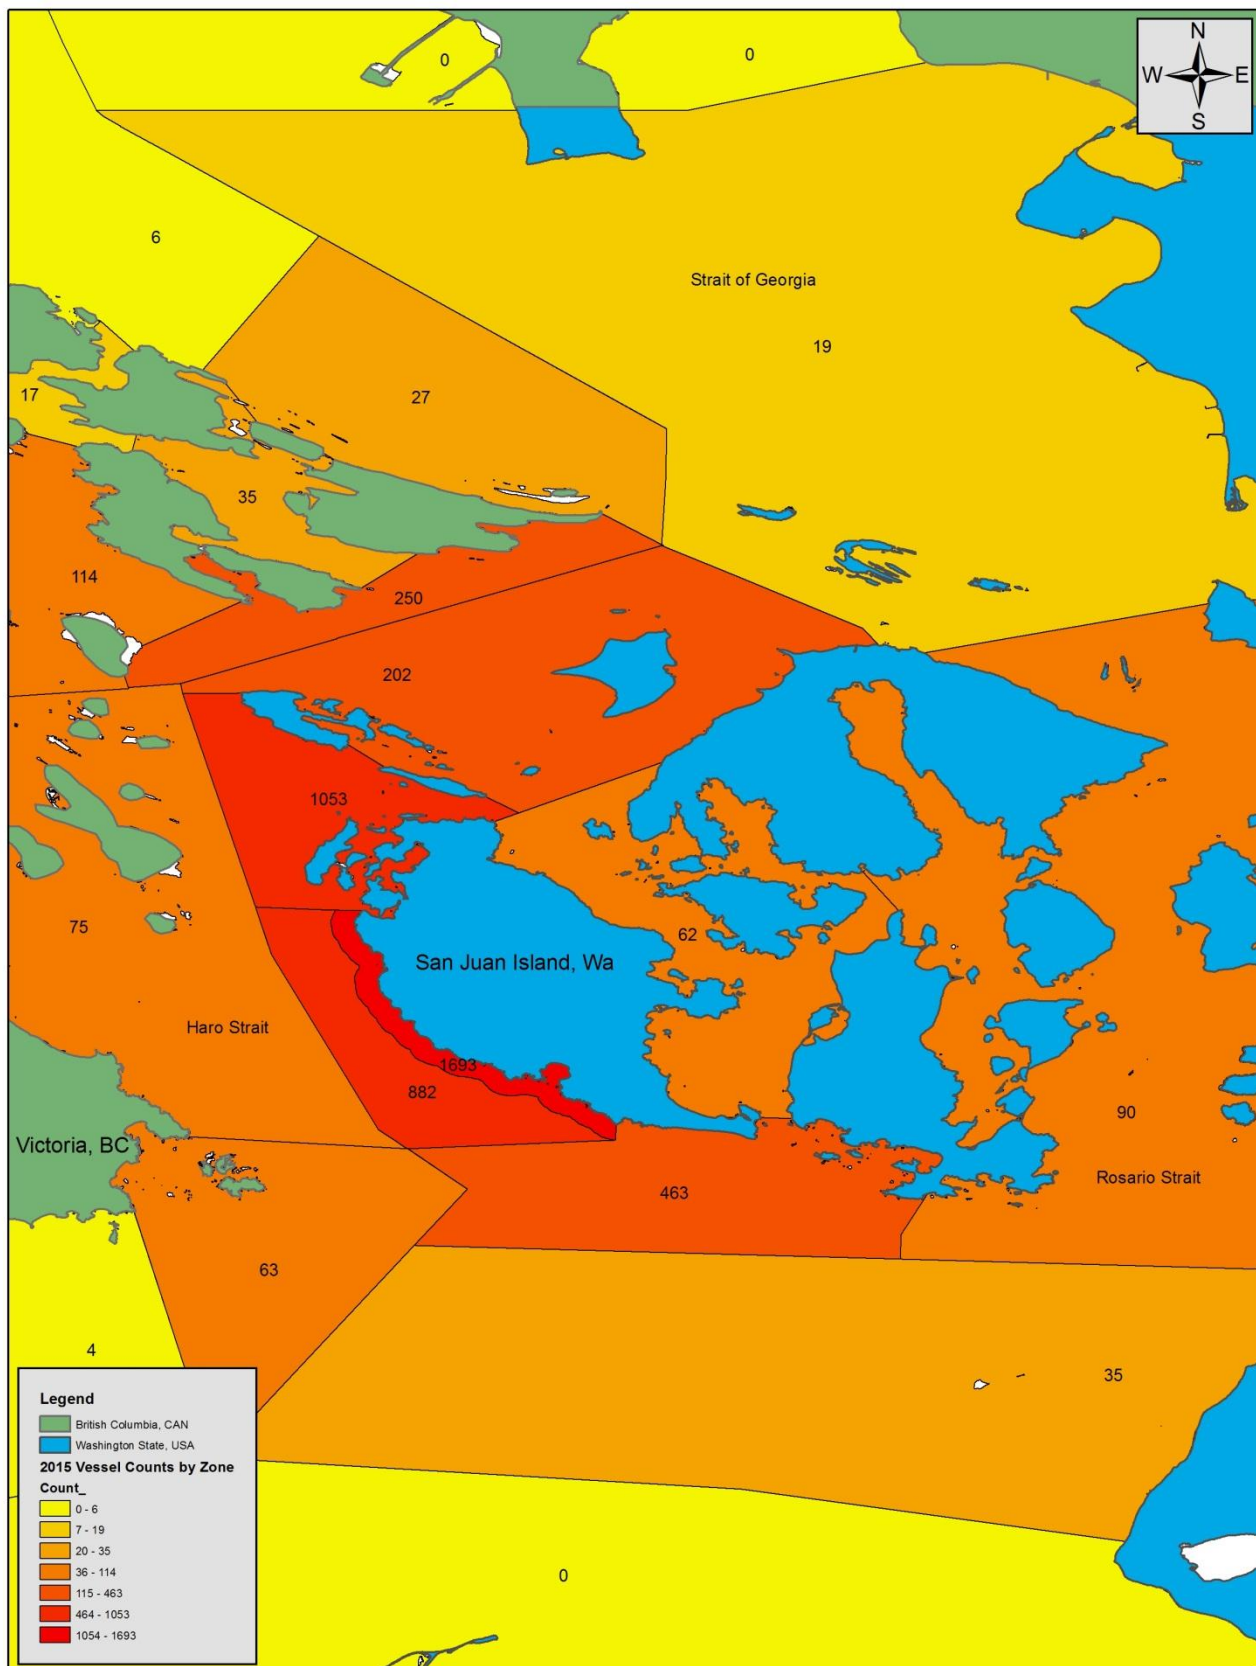 N
W E
S
0
0
6
Strait of Georgia
19
17
27
35
114
250
202
1053
75
62
San Juan Island, Wa
Haro Strait
1693
882
90
Victoria, BC
463
Rosario Strait
63
4
35
Legend
British Columbia, CAN
Washington State, USA
2015 Vessel Counts by Zone
Count_
0 - 6
7 - 19
20 - 35
36 - 114
115 - 463
464 - 1053
1054 - 1693
0